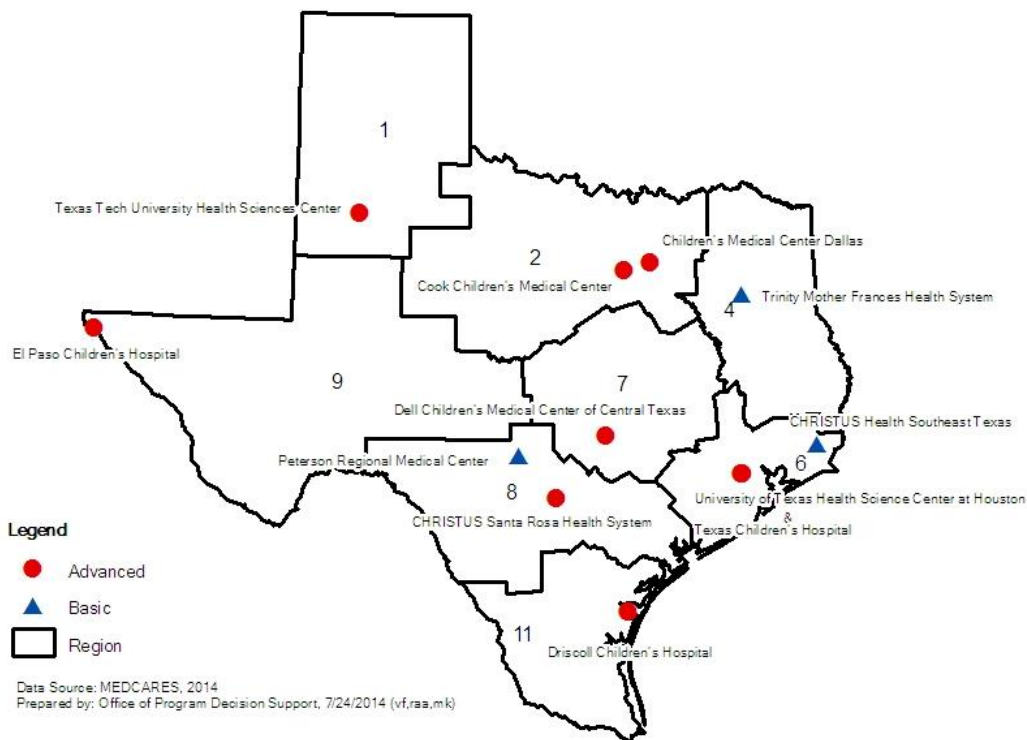 1
Texas Tech University Health Sciences Center
Children's Medical Center Dallas
2
Cook Children's Medical Center
Trinity Mother Frances Health System
4
El Paso Children's Hospital
9
7
Dell Children's Medical Center of Central Texas
CHRISTUS Health Southeast Texas
Peterson Regional Medical Center
6
8
University of Texas Health Science Center at Houston
&
Texas Children's Hospital
CHRISTUS Santa Rosa Health System
11
Driscoll Children's Hospital
Legend
Advanced
Basic
Region
Data Source: MEDCARES, 2014
Prepared by: Office of Program Decision Support, 7/24/2014 (vf,raa,mk)